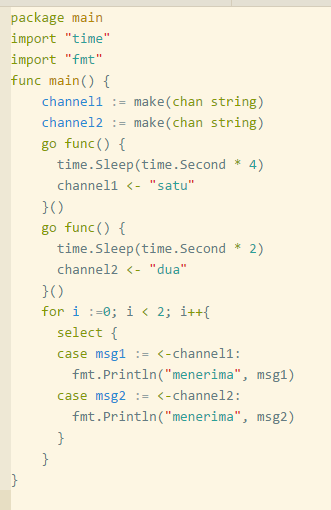 package main
import "time"
import "fmt"
func main() {
    channel1 := make(chan string)
    channel2 := make(chan string)
    go func() {
      time.Sleep(time.Second * 4)
      channel1 <- "satu"
    }()
    go func() {
      time.Sleep(time.Second * 2)
      channel2 <- "dua"
    }()
    for i :=0; i < 2; i++{
      select {
      case msg1 := <-channel1:
        fmt.Println("menerima", msg1)
      case msg2 := <-channel2:
        fmt.Println("menerima", msg2)
      }
    }
}